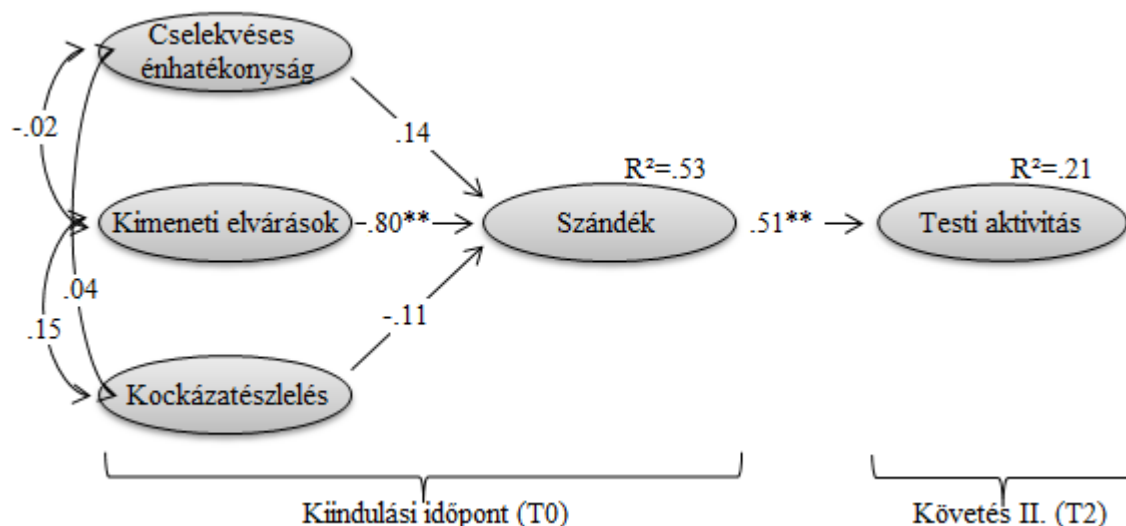 Cselekvéses
énhatékonyság
-.02
.14
R²=.53
R²=.21
Kimeneti elvárások
-.80**
Szándék
.51**
Testi aktivitás
.04
.15
-.11
Kockázatészlelés
Kiindulási időpont (T0)
Követés II. (T2)